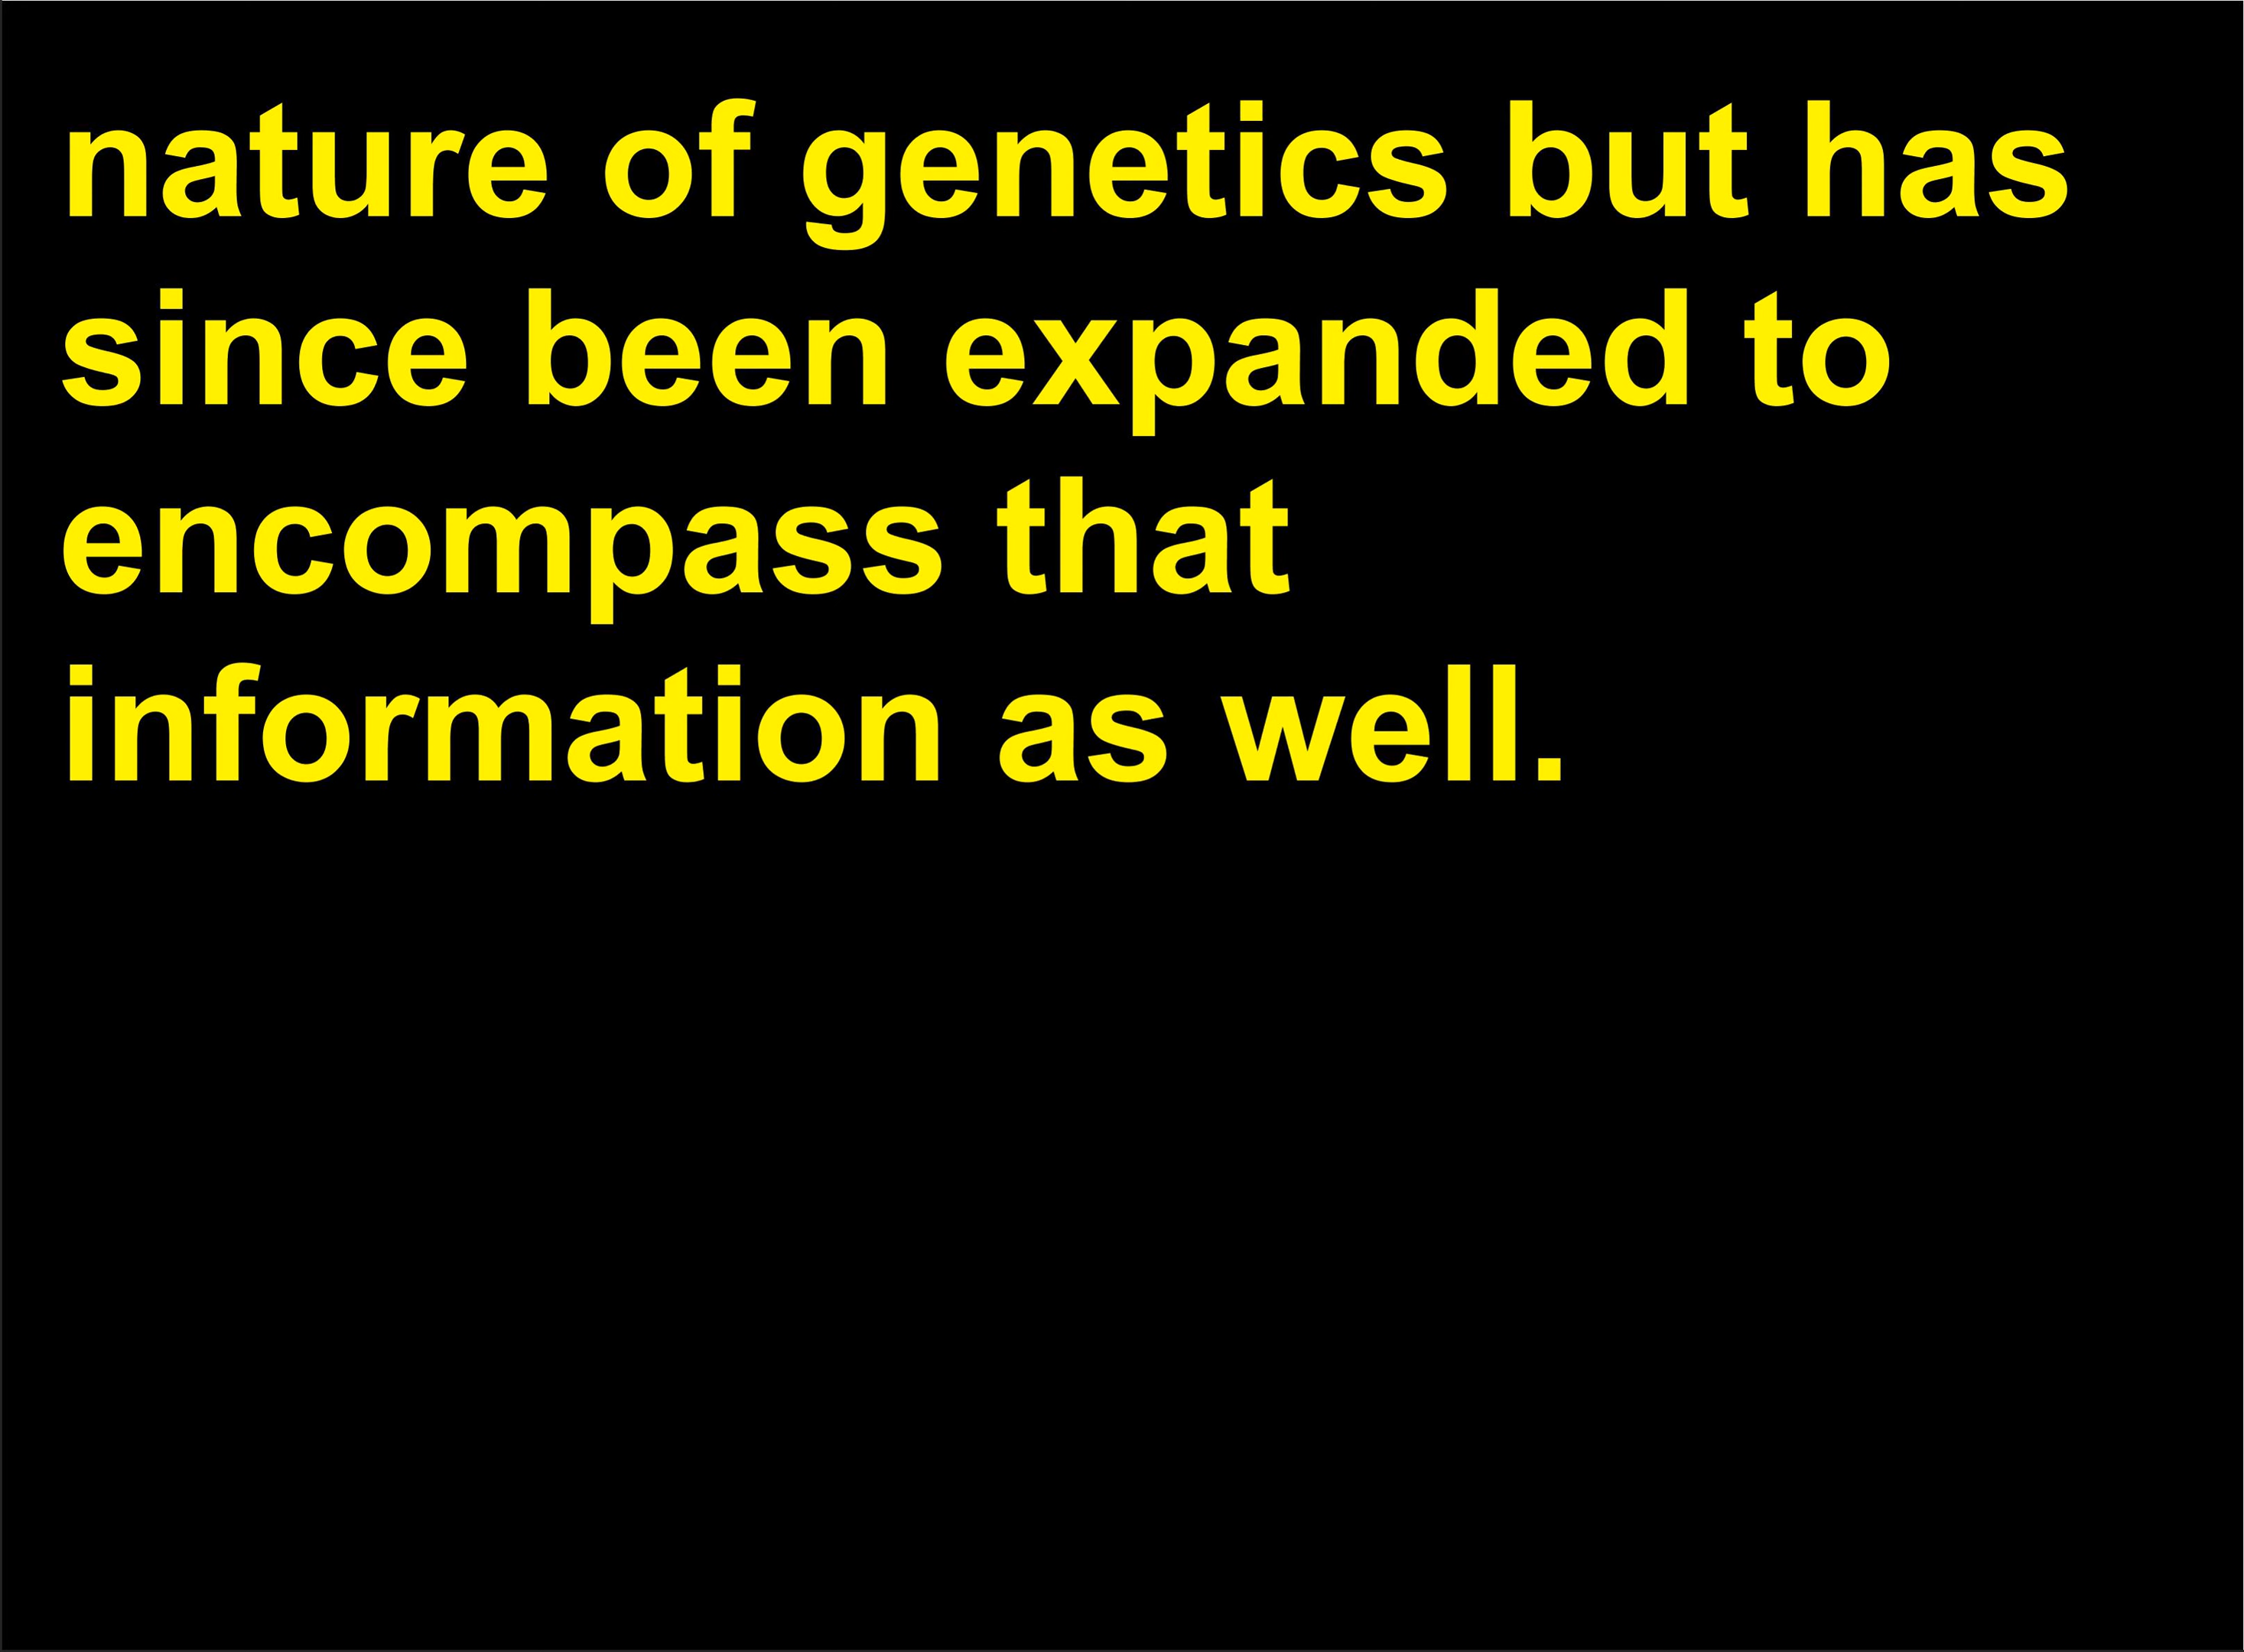 nature of genetics but has
since been expanded to
encompass that
information as well.